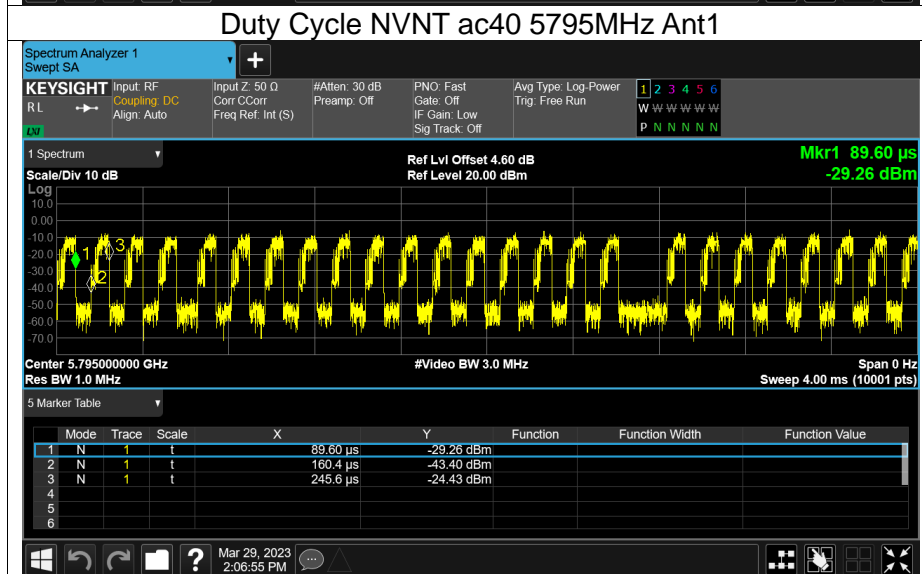 Duty Cycle NVNT ac40 5795MHz Ant1
Spectrum Analyzer 1
Swept SA
+
KEYSIGHT
R L
LXI
Input: RF
Coupling: DC
Align: Auto
Input Z: 50 Ω
Corr CCorr
Freq Ref: Int (S)
#Atten: 30 dB
Preamp: Off
PNO: Fast
Gate: Off
IF Gain: Low
Sig Track: Off
Avg Type: Log-Power
Trig: Free Run
1 2 3 4 5 6
W W W W W W
P N N N N N
1 Spectrum
Scale/Div 10 dB
Ref Lvl Offset 4.60 dB
Ref Level 20.00 dBm
Mkr1 89.60 µs
-29.26 dBm
Log
10.0
0.00
-10.0
-20.0
-30.0
-40.0
-50.0
-60.0
-70.0
1
2
3
Center 5.795000000 GHz
Res BW 1.0 MHz
#Video BW 3.0 MHz
Span 0 Hz
Sweep 4.00 ms (10001 pts)
5 Marker Table
Mode Trace Scale X Y Function Function Width Function Value
1 N 1 t 89.60 µs -29.26 dBm
2 N 1 t 160.4 µs -43.40 dBm
3 N 1 t 245.6 µs -24.43 dBm
4
5
6
?
Mar 29, 2023
2:06:55 PM